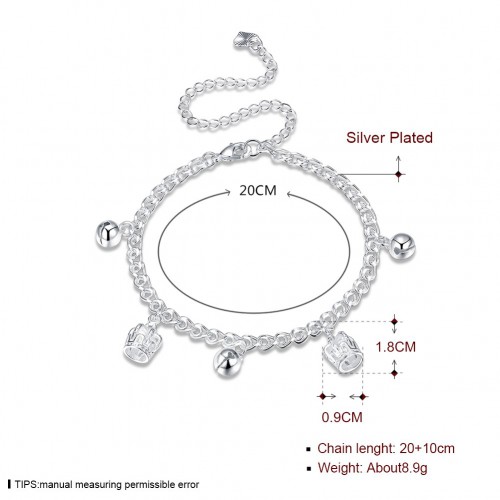 Silver Plated
20CM
1.8CM
0.9CM
• Chain lenght: 20+10cm
• Weight: About8.9g
TIPS:manual measuring permissible error